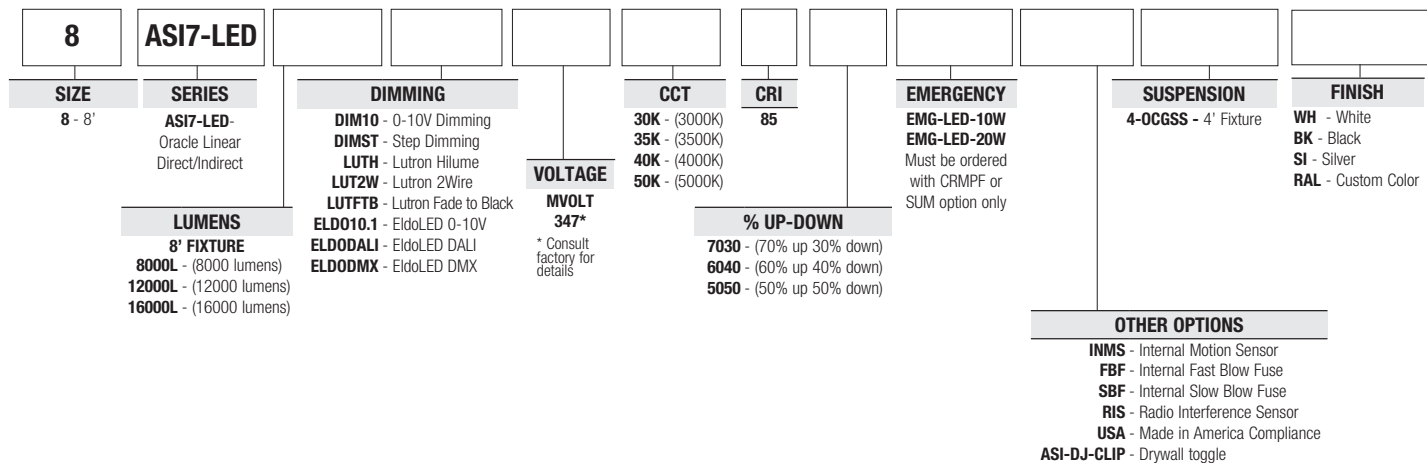 8
ASI7-LED
SIZE
8 - 8'
SERIES
ASI7-LED-
Oracle Linear
Direct/Indirect
LUMENS
8' FIXTURE
8000L - (8000 lumens)
12000L - (12000 lumens)
16000L - (16000 lumens)
DIMMING
DIM10 - 0-10V Dimming
DIMST - Step Dimming
LUTH - Lutron Hilume
LUT2W - Lutron 2Wire
LUTFTB - Lutron Fade to Black
ELDO10.1 - EldoLED 0-10V
ELDODALI - EldoLED DALI
ELDODMX - EldoLED DMX
VOLTAGE
MVOLT
347*
* Consult
factory for
details
CCT
30K - (3000K)
35K - (3500K)
40K - (4000K)
50K - (5000K)
CRI
85
% UP-DOWN
7030 - (70% up 30% down)
6040 - (60% up 40% down)
5050 - (50% up 50% down)
EMERGENCY
EMG-LED-10W
EMG-LED-20W
Must be ordered
with CRMPF or
SUM option only
OTHER OPTIONS
INMS - Internal Motion Sensor
FBF - Internal Fast Blow Fuse
SBF - Internal Slow Blow Fuse
RIS - Radio Interference Sensor
USA - Made in America Compliance
ASI-DJ-CLIP - Drywall toggle
SUSPENSION
4-OCGSS - 4' Fixture
FINISH
WH - White
BK - Black
SI - Silver
RAL - Custom Color